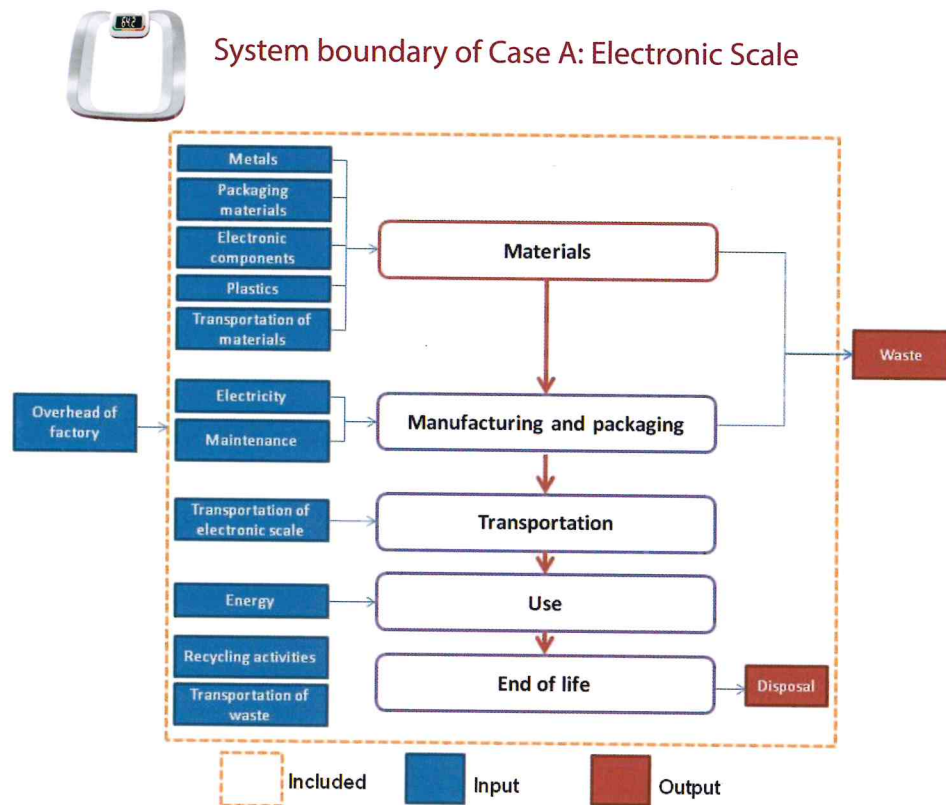 64.2
System boundary of Case A: Electronic Scale
Metals
Packaging
materials
Electronic
components
Plastics
Transportation of
materials
Materials
Waste
Overhead of
factory
Electricity
Maintenance
Manufacturing and packaging
Transportation of
electronic scale
Transportation
Energy
Use
Recycling activities
Transportation of
waste
End of life
Disposal
Included
Input
Output